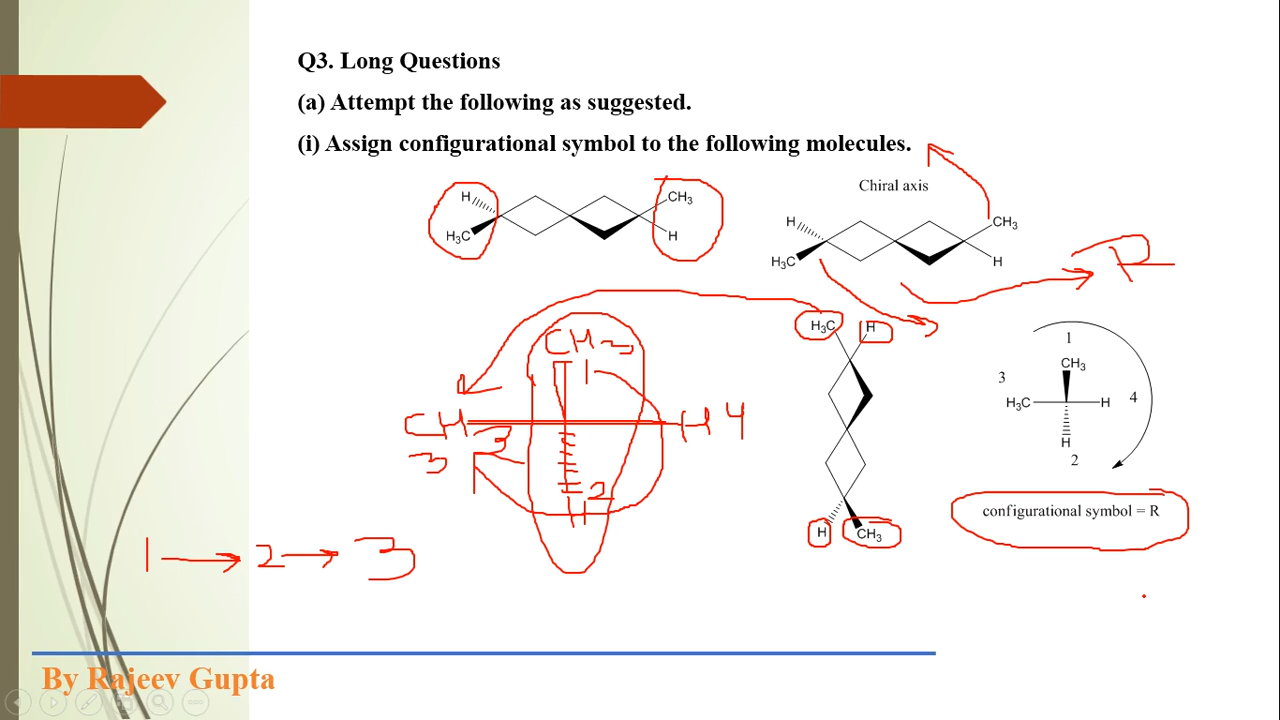 Q3. Long Questions
(a) Attempt the following as suggested.
(i) Assign configurational symbol to the following molecules.
H
CH₃
H₃C
H
Chiral axis
H
CH₃
H₃C
H
R
H₃C
H
H
CH₃
1
CH₃
3
H₃C
H
4
H
2
configurational symbol = R
CH₃
1
CH
3
3
H 4
2
H
1 → 2 → 3
By Rajeev Gupta